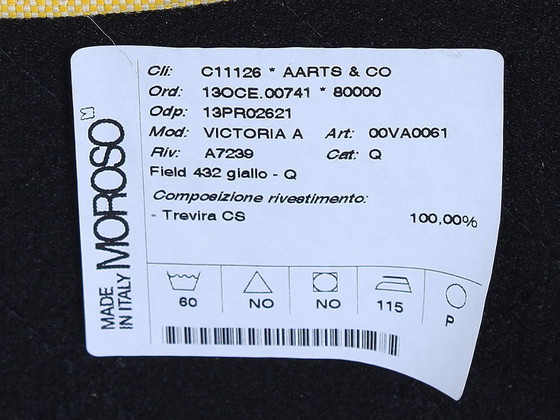 Cli: C11126 * AARTS & CO
Ord: 13OCE.00741 * 80000
Odp: 13PR02621
Mod: VICTORIA A Art: 00VA0061
Riv: A7239 Cat: Q
Field 432 giallo - Q
Composizione rivestimento:
- Trevira CS 100,00%
60 NO NO 115 P
MADE
IN ITALY MOROSO